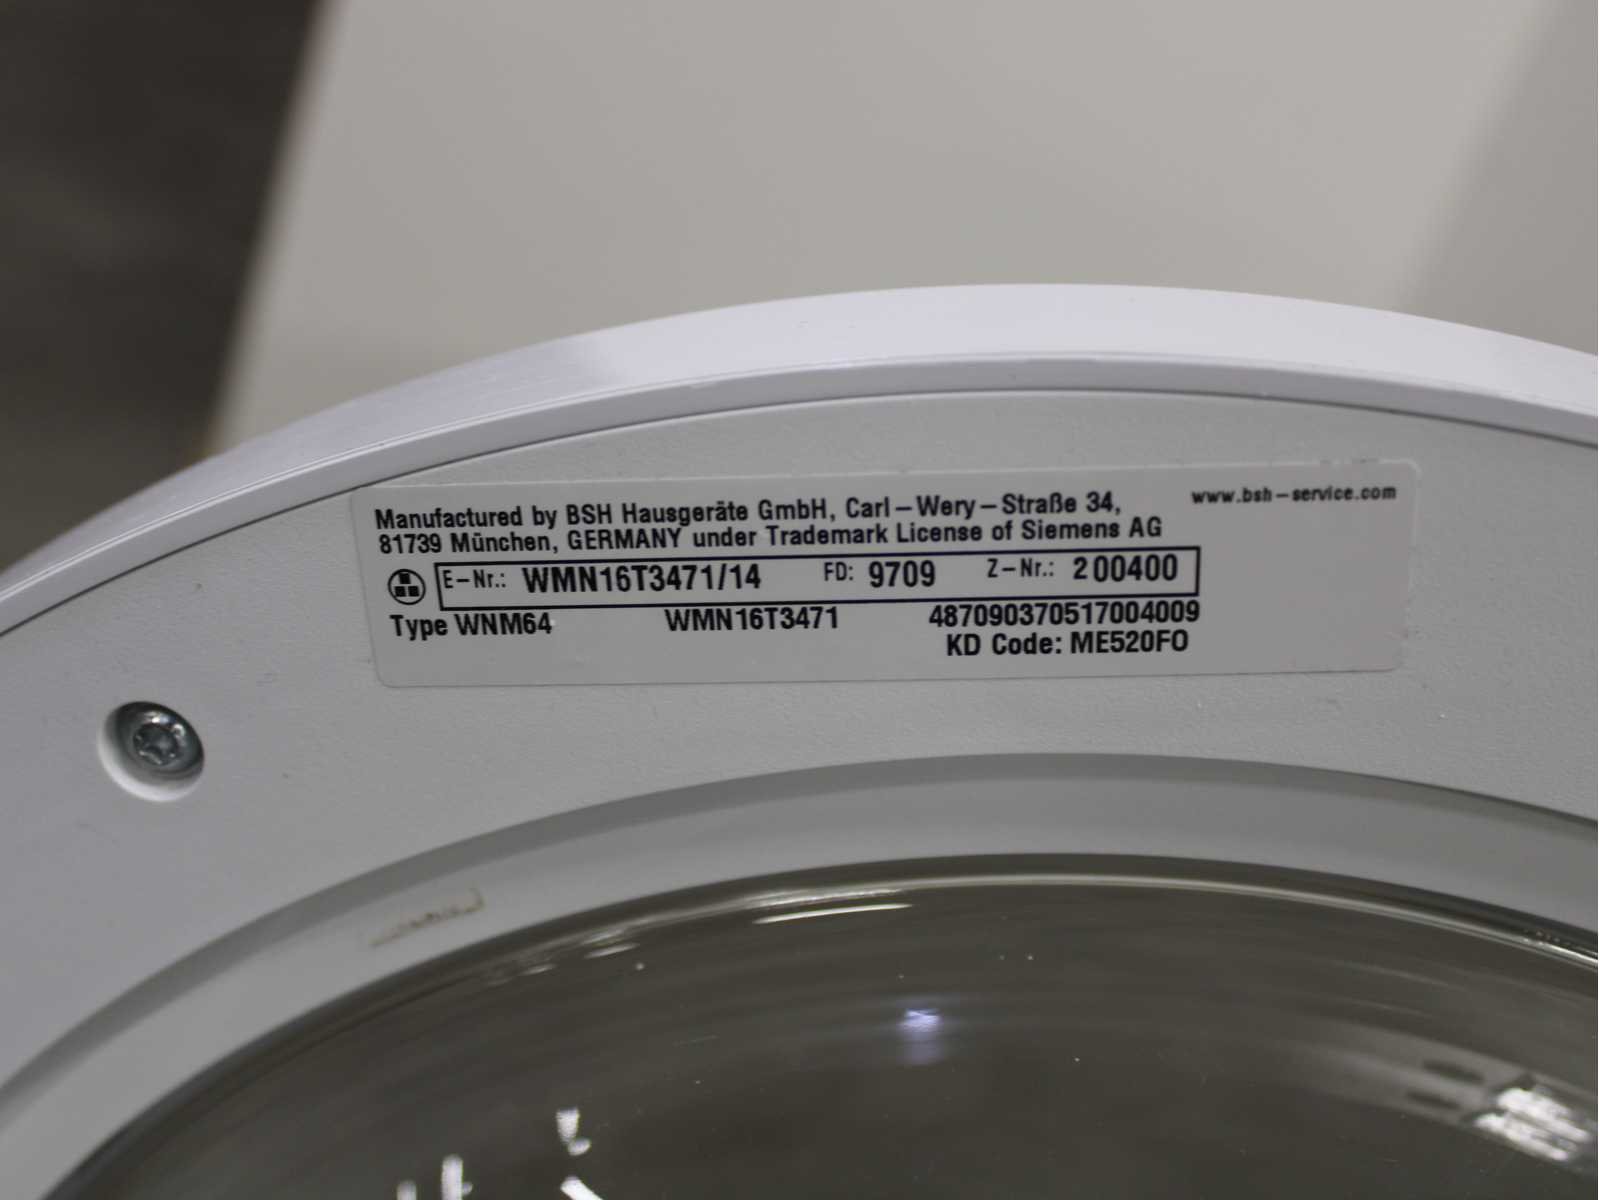 Manufactured by BSH Hausgeräte GmbH, Carl-Wery-Straße 34,
www.bsh-service.com
81739 München, GERMANY under Trademark License of Siemens AG
E-Nr.: WMN16T3471/14 FD: 9709 Z-Nr.: 200400
Type WNM64 WMN16T3471 487090370517004009
KD Code: ME520FO